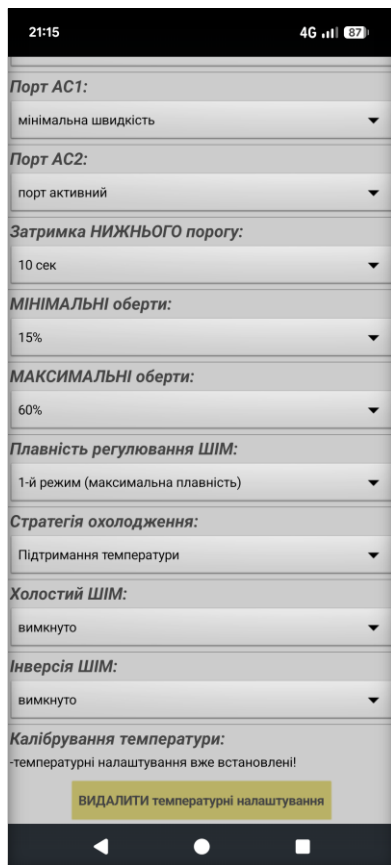 21:15 4G 87
Порт АС1:
мінімальна швидкість
Порт АС2:
порт активний
Затримка НИЖНЬОГО порогу:
10 сек
МІНІМАЛЬНІ оберти:
15%
МАКСИМАЛЬНІ оберти:
60%
Плавність регулювання ШІМ:
1-й режим (максимальна плавність)
Стратегія охолодження:
Підтримання температури
Холостий ШІМ:
вимкнуто
Інверсія ШІМ:
вимкнуто
Калібрування температури:
-температурні налаштування вже встановлені!
ВИДАЛИТИ температурні налаштування